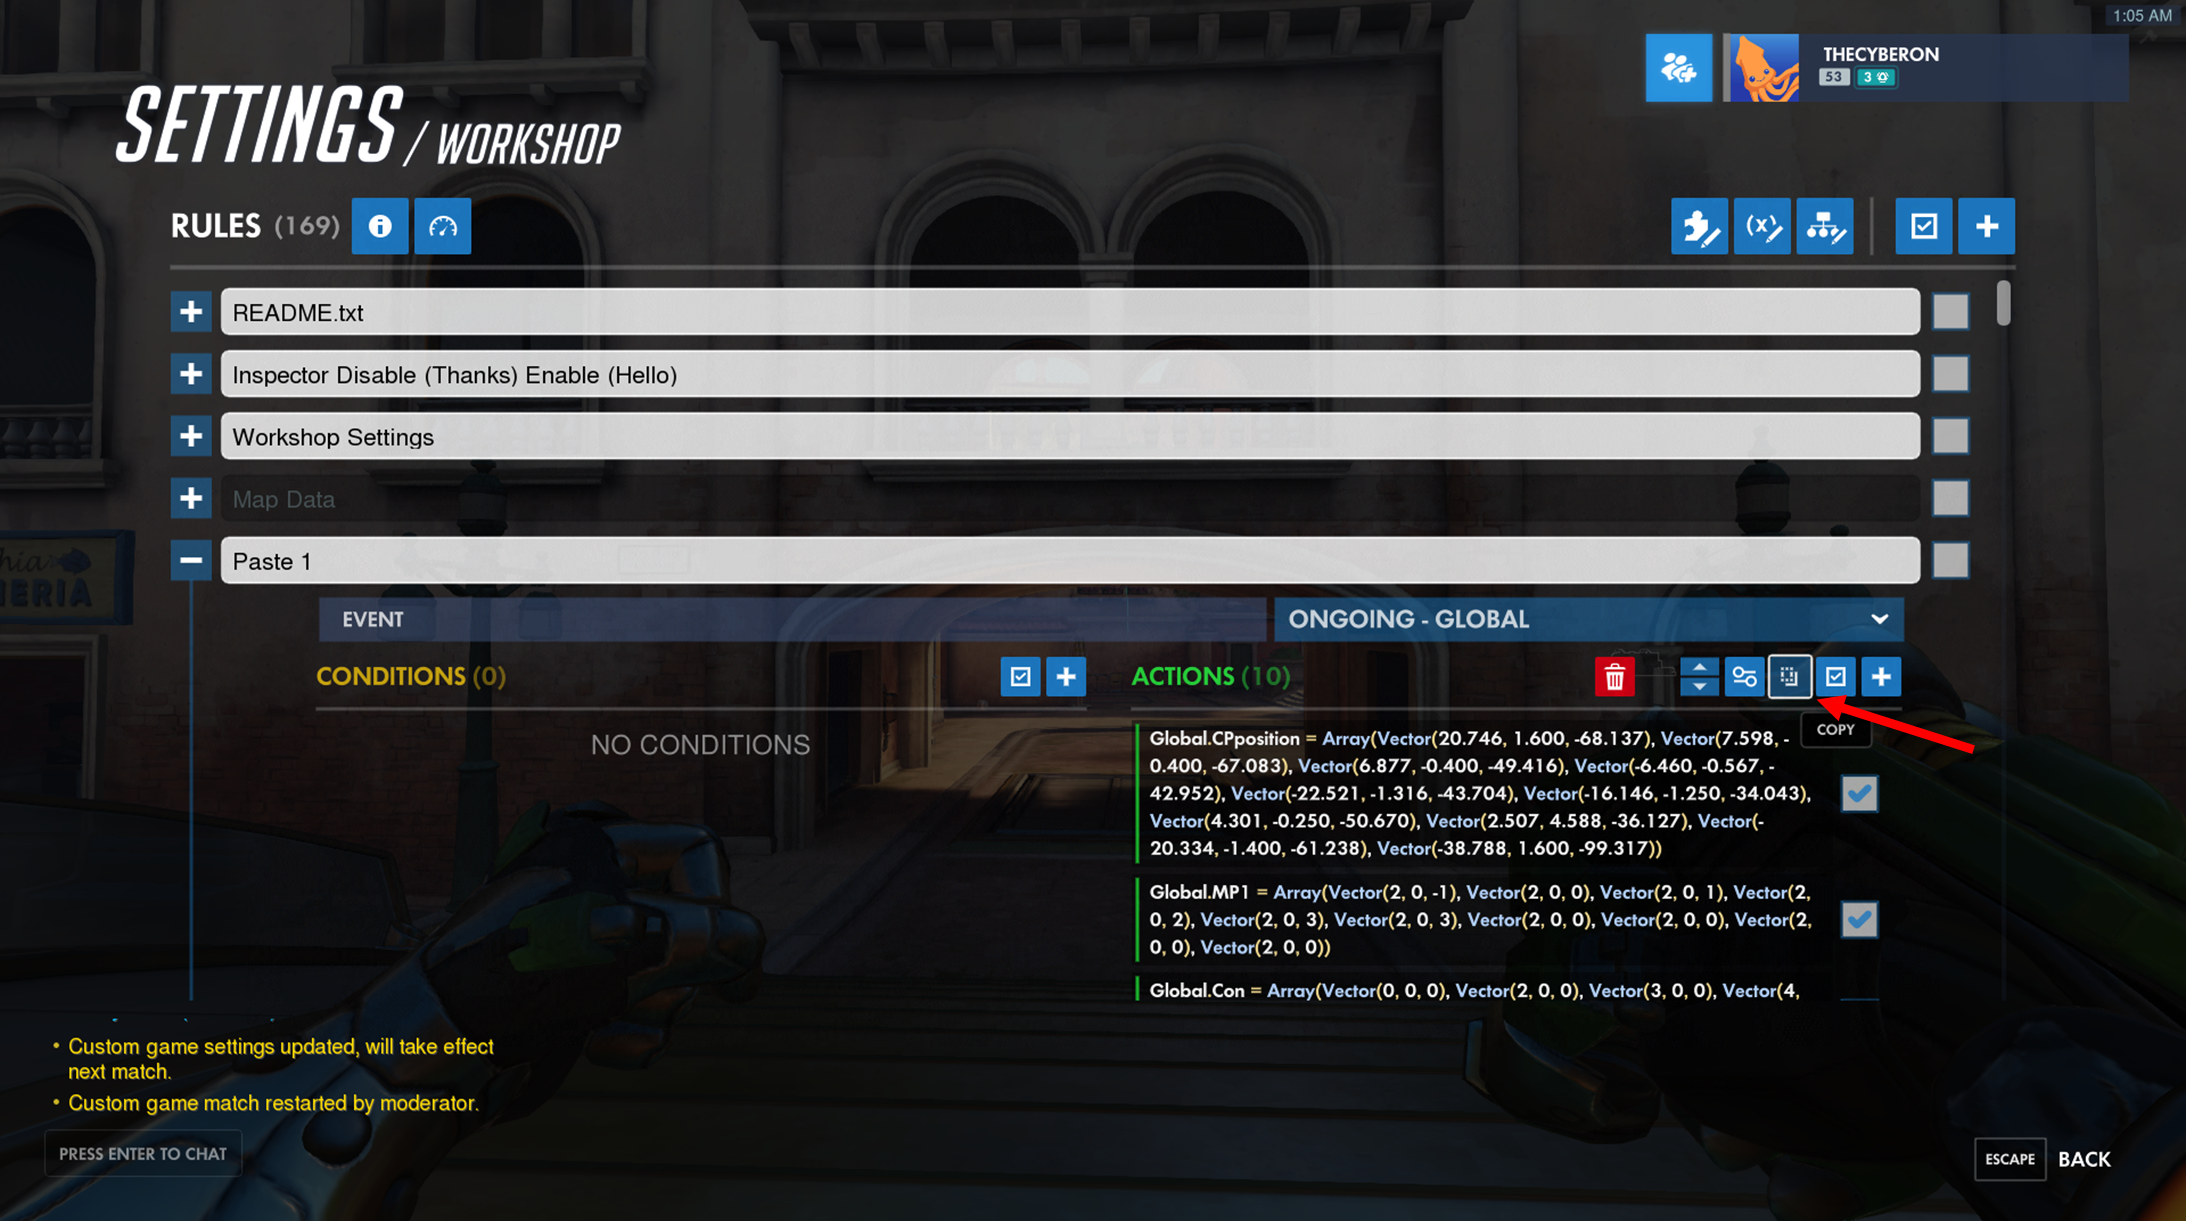 1:05 AM
THECYBERON
53 3
SETTINGS / WORKSHOP
RULES (169)
README.txt
Inspector Disable (Thanks) Enable (Hello)
Workshop Settings
Map Data
Paste 1
EVENT
ONGOING - GLOBAL
CONDITIONS (0)
NO CONDITIONS
ACTIONS (10)
COPY
Global.CPposition = Array(Vector(20.746, 1.600, -68.137), Vector(7.598, -
0.400, -67.083), Vector(6.877, -0.400, -49.416), Vector(-6.460, -0.567, -
42.952), Vector(-22.521, -1.316, -43.704), Vector(-16.146, -1.250, -34.043),
Vector(4.301, -0.250, -50.670), Vector(2.507, 4.588, -36.127), Vector(-
20.334, -1.400, -61.238), Vector(-38.788, 1.600, -99.317))
Global.MP1 = Array(Vector(2, 0, -1), Vector(2, 0, 0), Vector(2, 0, 1), Vector(2,
0, 2), Vector(2, 0, 3), Vector(2, 0, 3), Vector(2, 0, 0), Vector(2, 0, 0), Vector(2,
0, 0), Vector(2, 0, 0))
Global.Con = Array(Vector(0, 0, 0), Vector(2, 0, 0), Vector(3, 0, 0), Vector(4,
• Custom game settings updated, will take effect
next match.
• Custom game match restarted by moderator.
PRESS ENTER TO CHAT
ESCAPE BACK